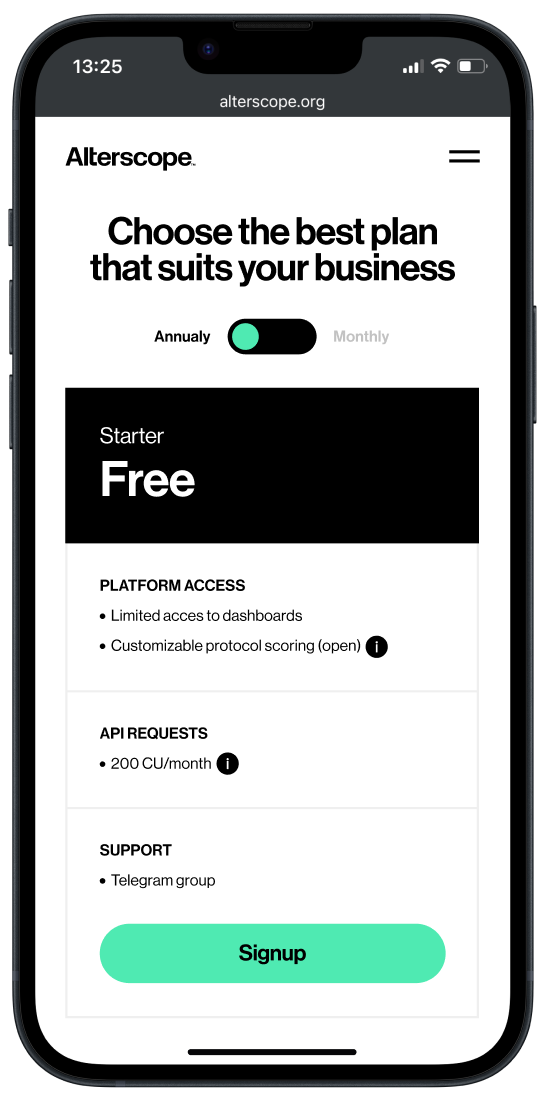 13:25
alterscope.org
Alterscope
Choose the best plan
that suits your business
Annualy
Monthly
Starter
Free
PLATFORM ACCESS
• Limited acces to dashboards
• Customizable protocol scoring (open) i
API REQUESTS
• 200 CU/month i
SUPPORT
• Telegram group
Signup